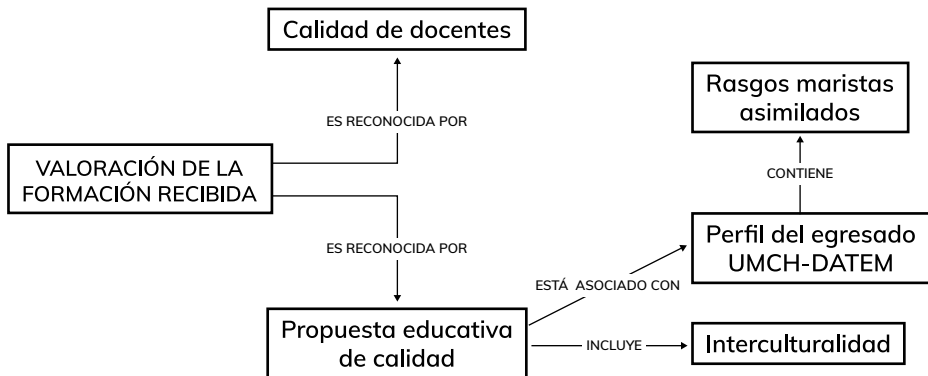 Calidad de docentes
Rasgos maristas
asimilados
ES RECONOCIDA POR
VALORACIÓN DE LA
FORMACIÓN RECIBIDA
CONTIENE
ES RECONOCIDA POR
Perfil del egresado
UMCH-DATEM
ESTÁ ASOCIADO CON
Propuesta educativa
de calidad
INCLUYE
Interculturalidad